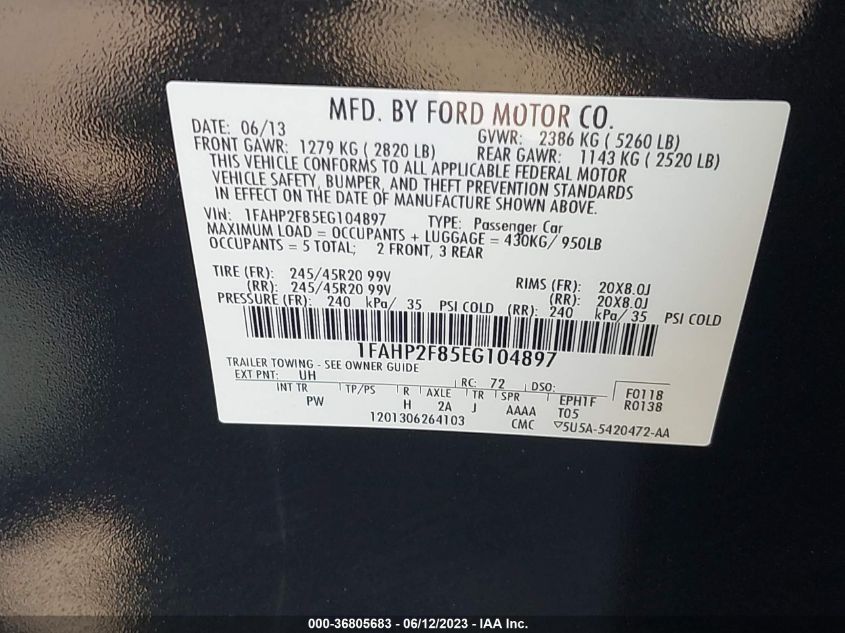 MFD. BY FORD MOTOR CO.
DATE: 06/13 GVWR: 2386 KG ( 5260 LB)
FRONT GAWR: 1279 KG ( 2820 LB) REAR GAWR: 1143 KG ( 2520 LB)
THIS VEHICLE CONFORMS TO ALL APPLICABLE FEDERAL MOTOR
VEHICLE SAFETY, BUMPER, AND THEFT PREVENTION STANDARDS
IN EFFECT ON THE DATE OF MANUFACTURE SHOWN ABOVE.
VIN: 1FAHP2F85EG104897 TYPE: Passenger Car
MAXIMUM LOAD = OCCUPANTS + LUGGAGE = 430KG/ 950LB
OCCUPANTS = 5 TOTAL; 2 FRONT, 3 REAR
TIRE (FR): 245/45R20 99V RIMS (FR): 20X8.0J
(RR): 245/45R20 99V (RR): 20X8.0J
PRESSURE (FR): 240 kPa/ 35 PSI COLD (RR): 240 kPa/ 35 PSI COLD
1FAHP2F85EG104897
TRAILER TOWING - SEE OWNER GUIDE
EXT PNT: UH RC: 72 DSO: F0118
INT TR TP/PS R AXLE TR SPR EPH1F R0138
PW H 2A J AAAA T05
1201306264103 CMC ▽5U5A-5420472-AA
000-36805683 - 06/12/2023 - IAA Inc.